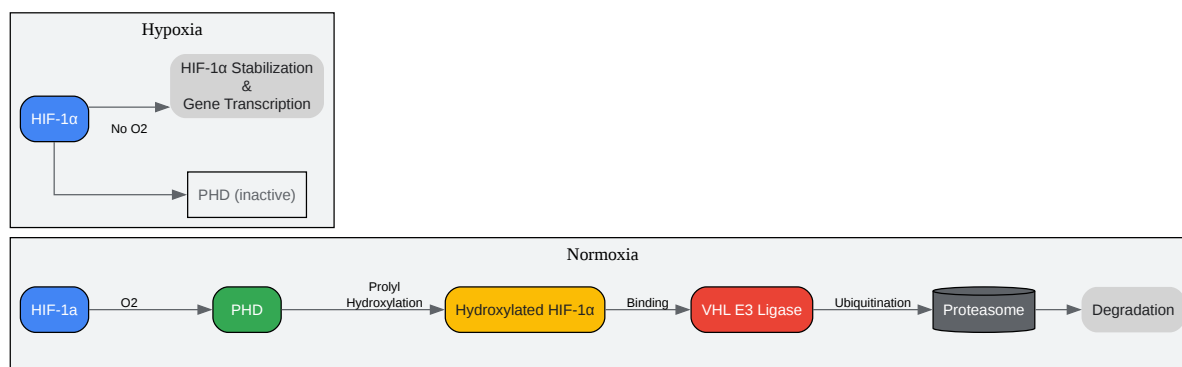 Hypoxia
HIF-1α Stabilization
&
Gene Transcription
HIF-1α
No O2
PHD (inactive)
Normoxia
HIF-1a
O2
PHD
Prolyl
Hydroxylation
Hydroxylated HIF-1α
Binding
VHL E3 Ligase
Ubiquitination
Proteasome
Degradation